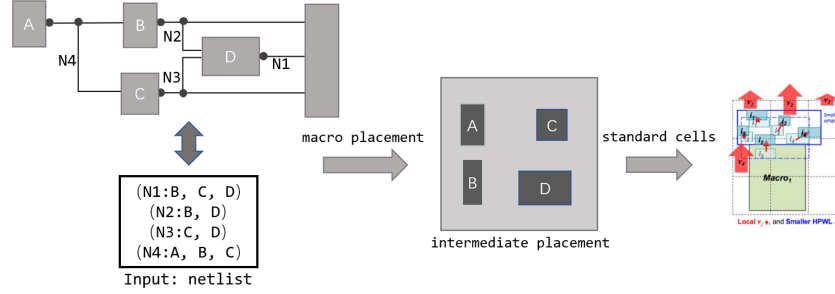 A
B
N2
D
N1
N4
N3
C
(N1:B, C, D)
(N2:B, D)
(N3:C, D)
(N4:A, B, C)
Input: netlist
macro placement
A
C
B
D
intermediate placement
standard cells
Macro₁
Local v
, and Smaller HPWL